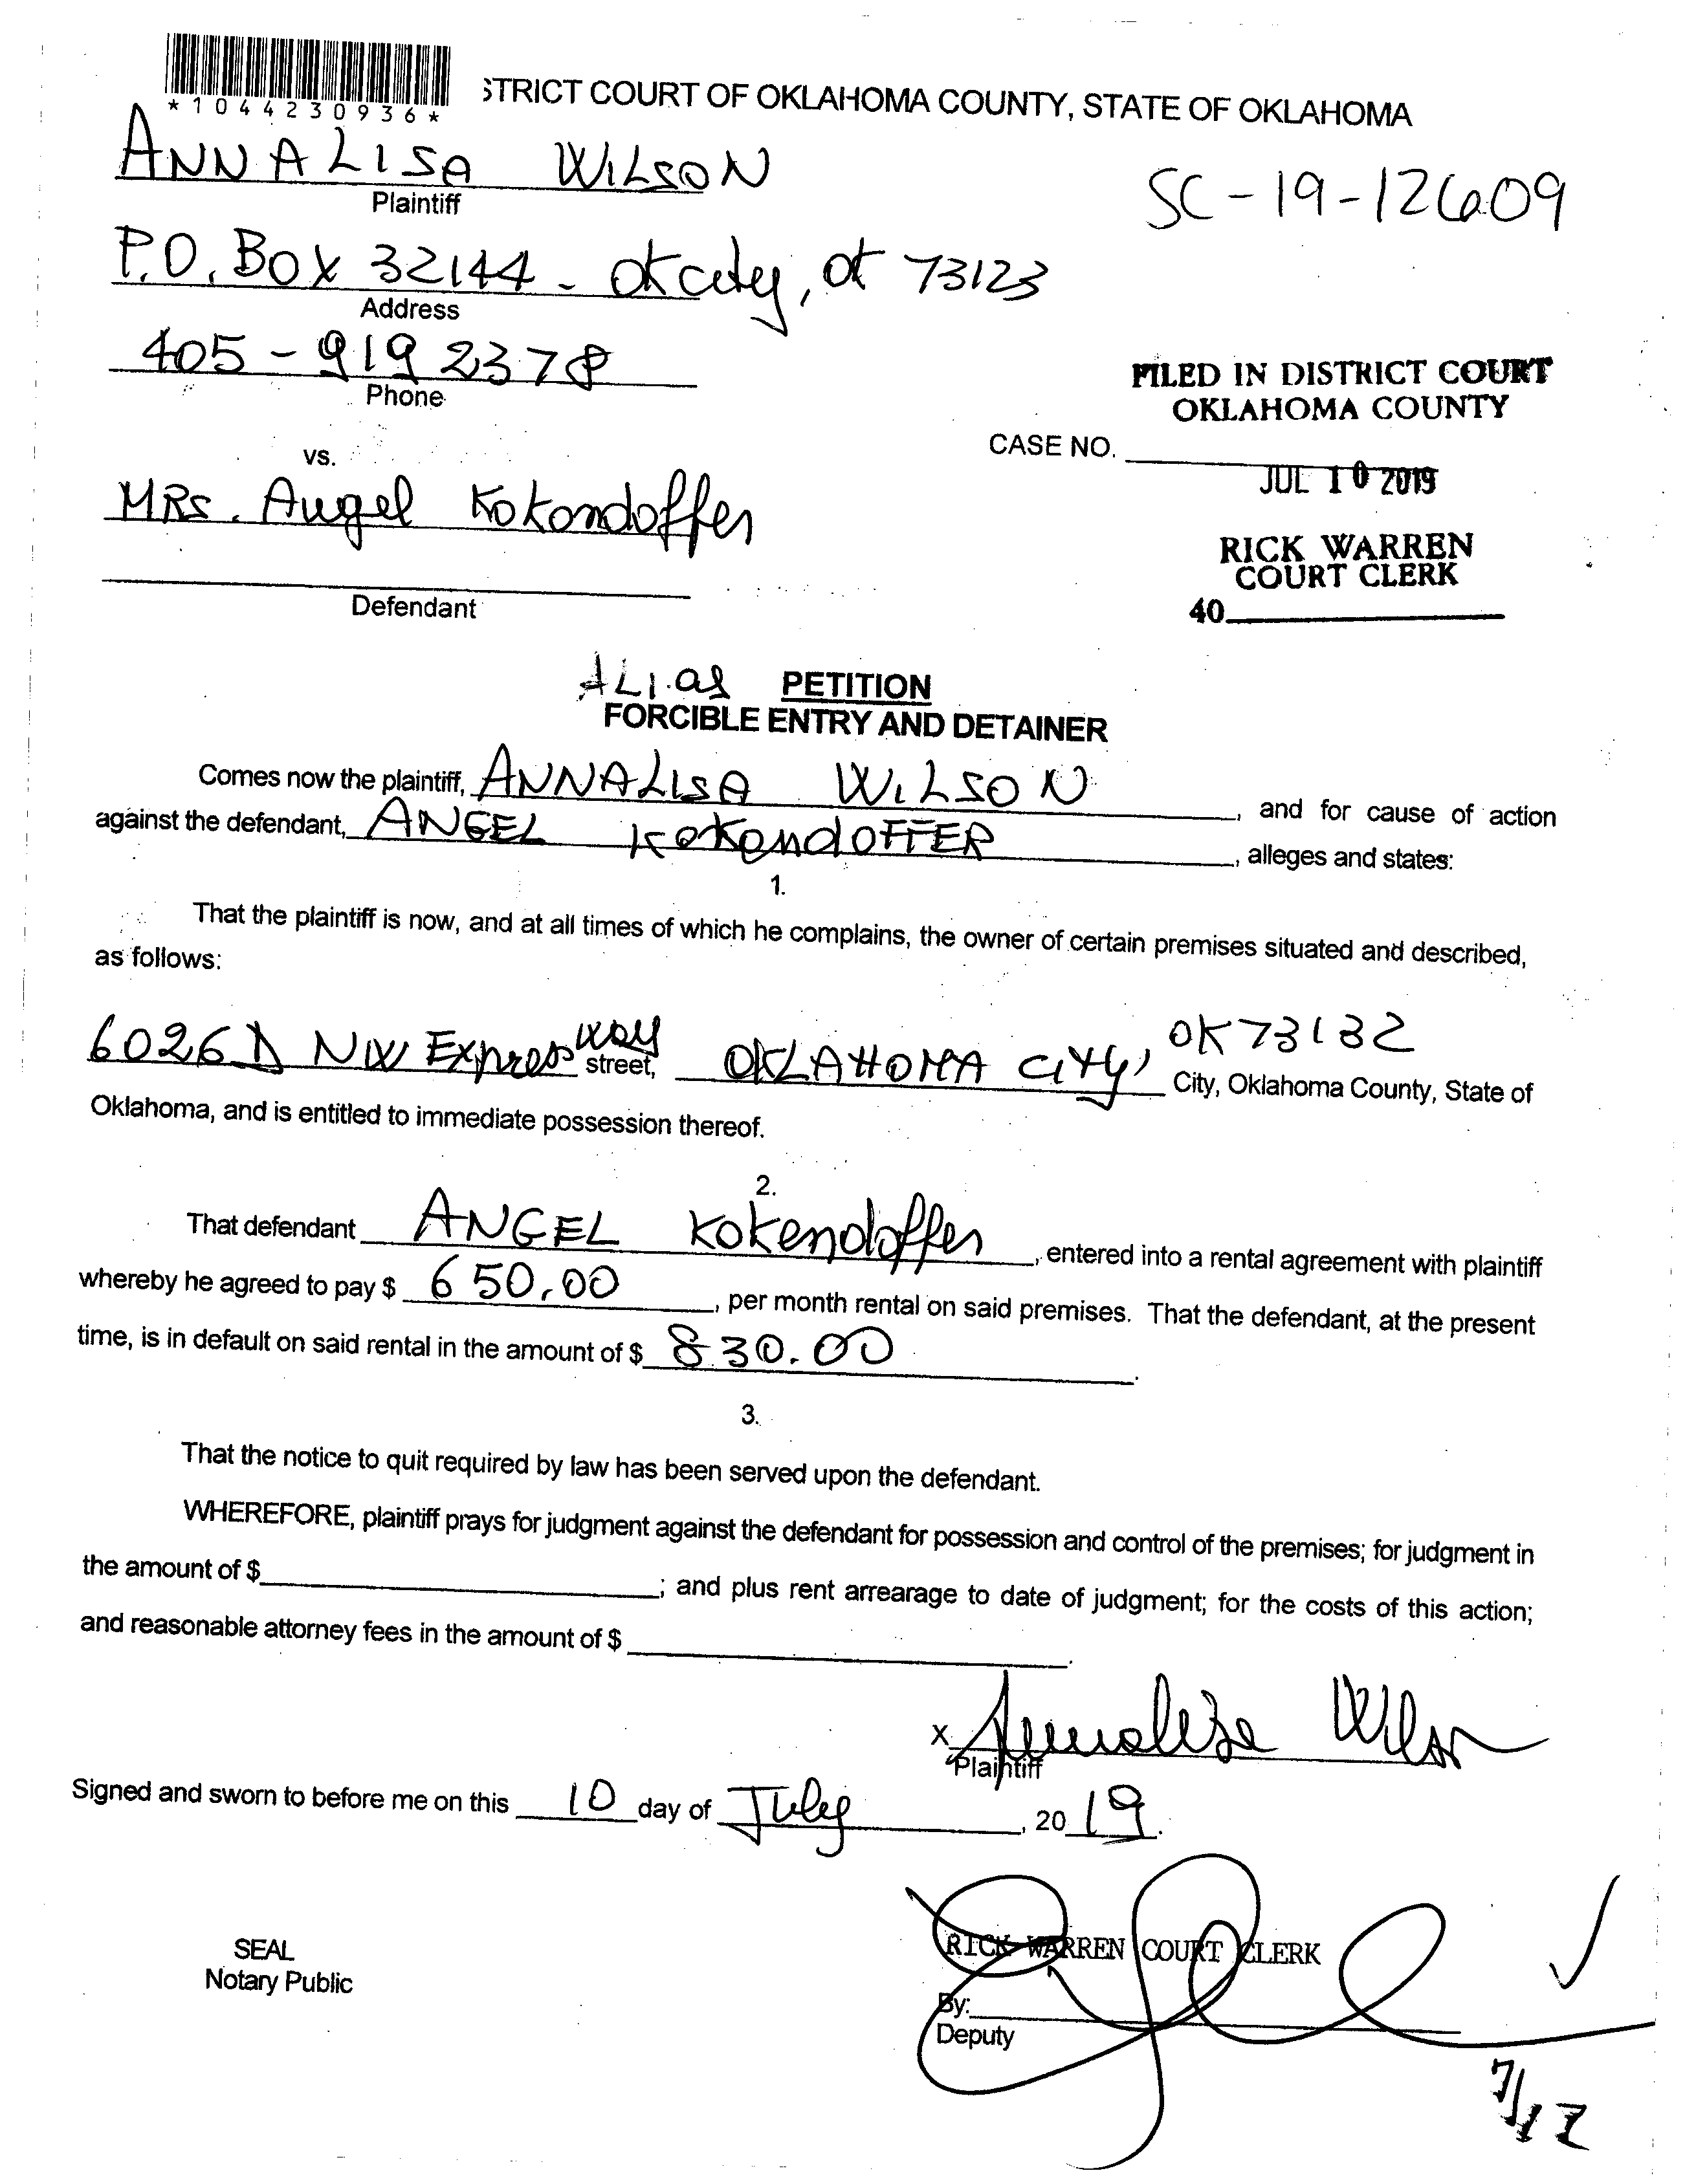 *1044230936*
STRICT COURT OF OKLAHOMA COUNTY, STATE OF OKLAHOMA
ANNALISA WILSON
Plaintiff
SC-19-12609
P.O. Box 32144 - OK city, OK 73123
Address
405-919 2378
Phone
FILED IN DISTRICT COURT
OKLAHOMA COUNTY
vs.
CASE NO.
JUL 10 2019
MRS. Angel Kokondoffer
RICK WARREN
COURT CLERK
Defendant
40
ALias PETITION
FORCIBLE ENTRY AND DETAINER
Comes now the plaintiff, ANNALISA WILSON, and for cause of action
against the defendant, ANGEL KoKendOFFER, alleges and states:
1.
That the plaintiff is now, and at all times of which he complains, the owner of certain premises situated and described,
as follows:
6026 D NW Express way street, OKLAHOMA city, OK 73132 City, Oklahoma County, State of
Oklahoma, and is entitled to immediate possession thereof.
2.
That defendant ANGEL Kokendoffer, entered into a rental agreement with plaintiff
whereby he agreed to pay $ 650.00, per month rental on said premises. That the defendant, at the present
time, is in default on said rental in the amount of $ 830.00.
3.
That the notice to quit required by law has been served upon the defendant.
WHEREFORE, plaintiff prays for judgment against the defendant for possession and control of the premises; for judgment in
the amount of $; and plus rent arrearage to date of judgment; for the costs of this action;
and reasonable attorney fees in the amount of $.
X Annalisa Wilson
Plaintiff
Signed and sworn to before me on this 10 day of July, 2019.
SEAL
Notary Public
RICK WARREN COURT CLERK
By:
Deputy
7/17